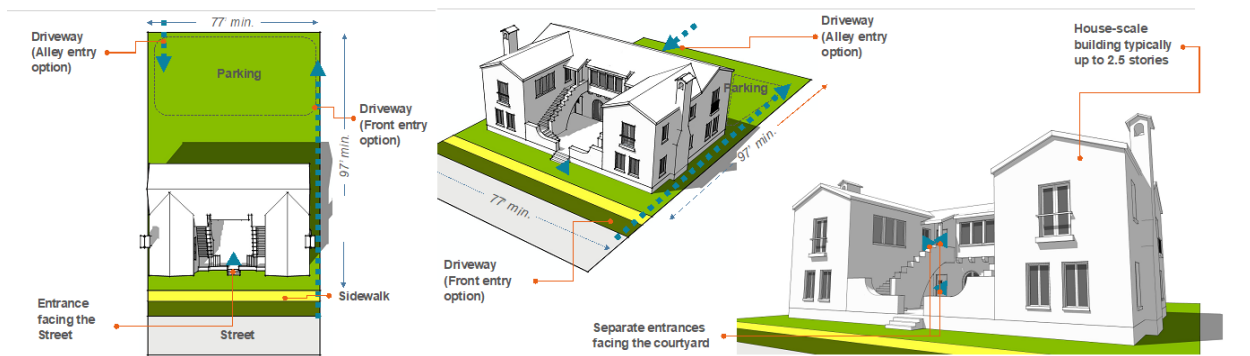 77' min.
Driveway
(Alley entry
option)
Parking
Driveway
(Front entry
option)
97' min.
Entrance
facing the
Street
Sidewalk
Street
Driveway
(Alley entry
option)
Parking
97' min.
77' min.
Driveway
(Front entry
option)
House-scale
building typically
up to 2.5 stories
Separate entrances
facing the courtyard